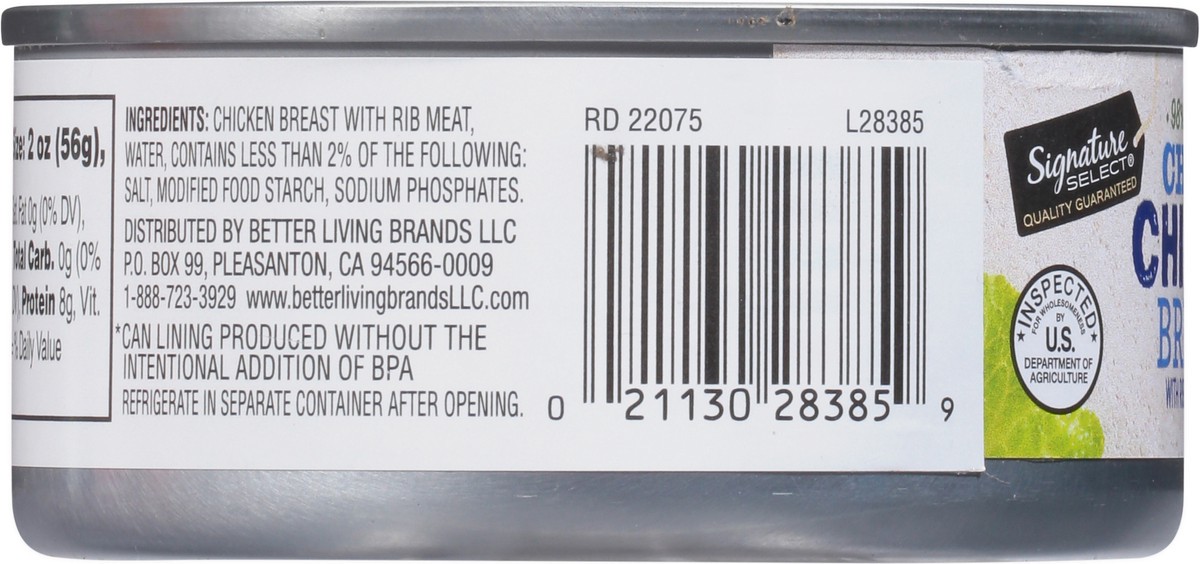 2 oz (56g),
Fat 0g (0% DV),
Carb. 0g (0%
Protein 8g, Vit.
% Daily Value
INGREDIENTS: CHICKEN BREAST WITH RIB MEAT,
WATER, CONTAINS LESS THAN 2% OF THE FOLLOWING:
SALT, MODIFIED FOOD STARCH, SODIUM PHOSPHATES.
DISTRIBUTED BY BETTER LIVING BRANDS LLC
P.O. BOX 99, PLEASANTON, CA 94566-0009
1-888-723-3929 www.betterlivingbrandsLLC.com
*CAN LINING PRODUCED WITHOUT THE
INTENTIONAL ADDITION OF BPA
REFRIGERATE IN SEPARATE CONTAINER AFTER OPENING.
RD 22075 L28385
0 21130 28385 9
Signature
SELECT®
QUALITY GUARANTEED
INSPECTED
FOR WHOLESOMENESS
BY
U.S.
DEPARTMENT OF
AGRICULTURE